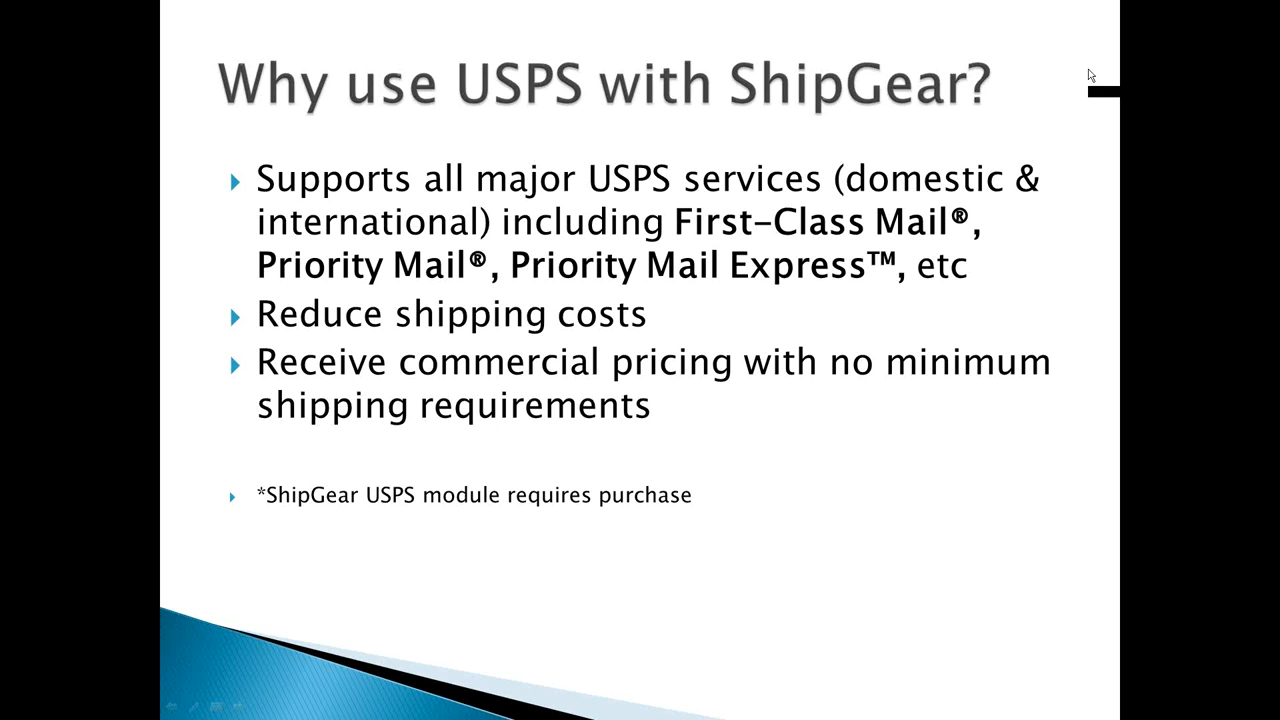 Why use USPS with ShipGear?
Supports all major USPS services (domestic &
international) including First-Class Mail®,
Priority Mail®, Priority Mail Express™, etc
Reduce shipping costs
Receive commercial pricing with no minimum
shipping requirements
*ShipGear USPS module requires purchase